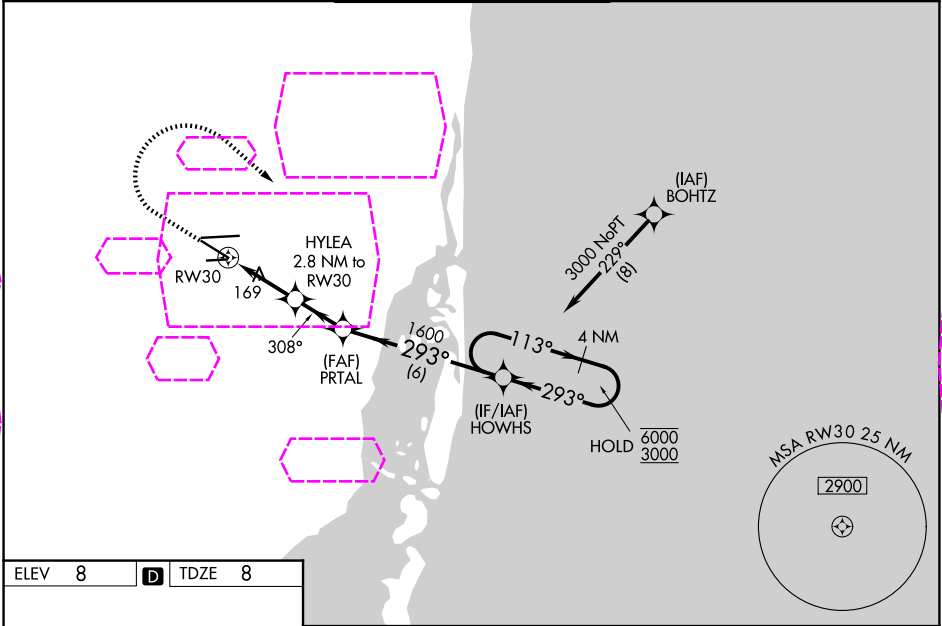 (IAF)
BOHTZ
3000 NoPT
229°
(8)
HYLEA
2.8 NM to
RW30
RW30
169
308°
(FAF)
PRTAL
1600
293°
(6)
113°
4 NM
293°
(IF/IAF)
HOWHS
HOLD
6000
3000
MSA RW30 25 NM
2900
ELEV 8 D TDZE 8